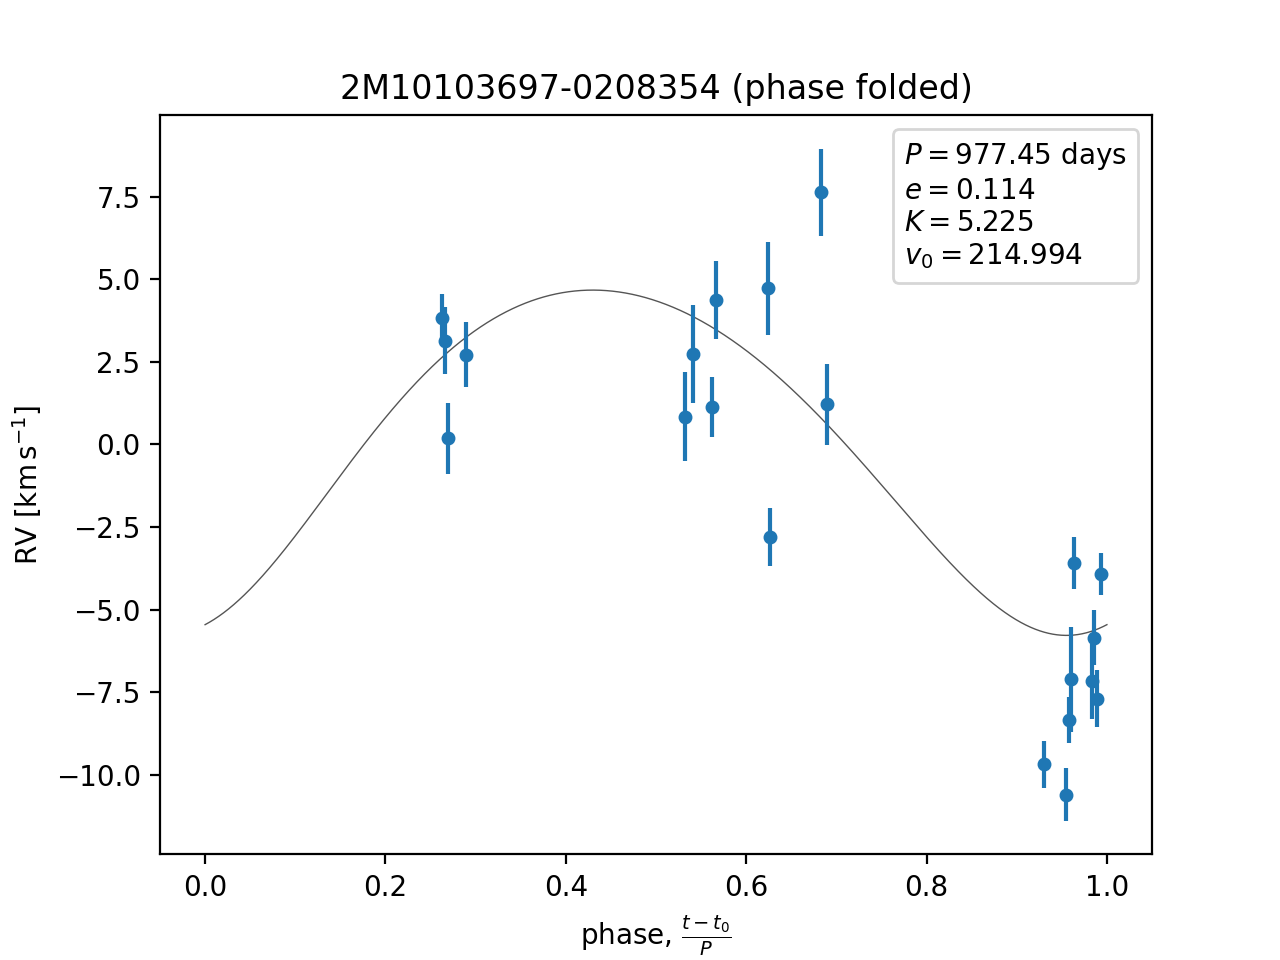 2M10103697-0208354 (phase folded)
P = 977.45 days
e = 0.114
K = 5.225
v₀ = 214.994
7.5
5.0
2.5
0.0
−2.5
−5.0
−7.5
−10.0
RV [km s⁻¹]
0.0 0.2 0.4 0.6 0.8 1.0
phase, (t − t₀)/P